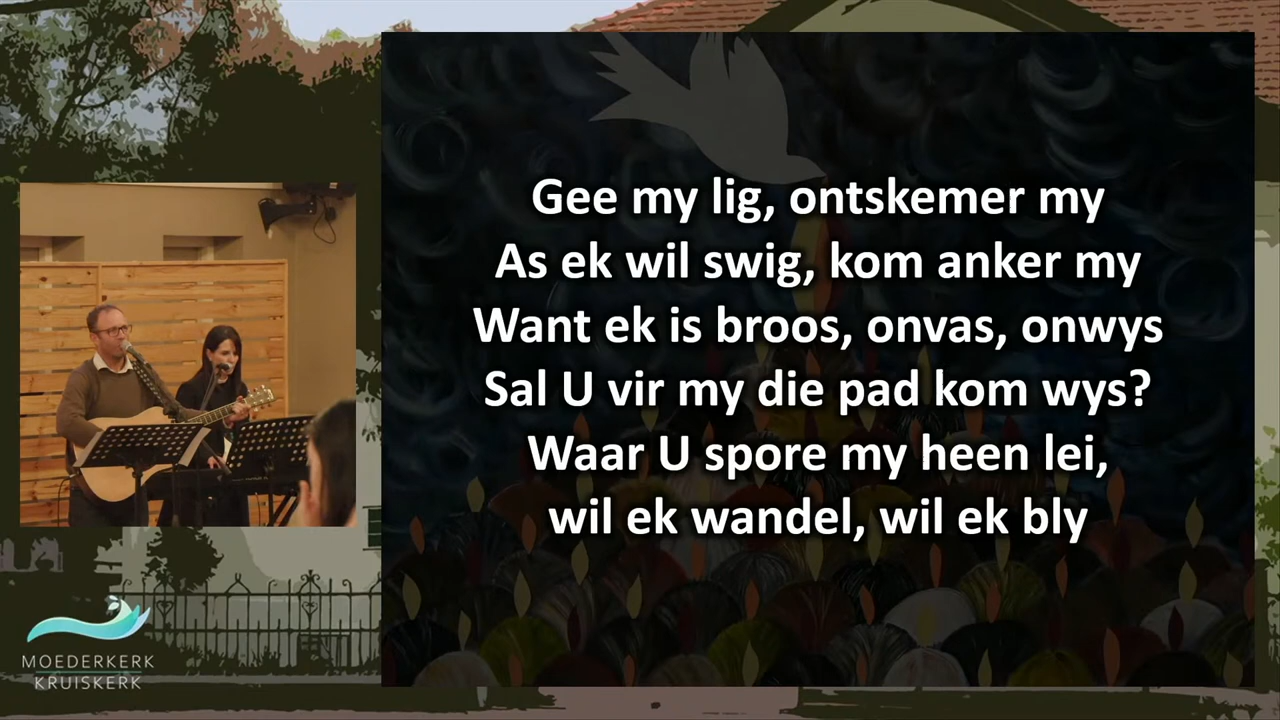 Gee my lig, ontskemer my
As ek wil swig, kom anker my
Want ek is broos, onvas, onwys
Sal U vir my die pad kom wys?
Waar U spore my heen lei,
wil ek wandel, wil ek bly
MOEDERKERK
KRUISKERK